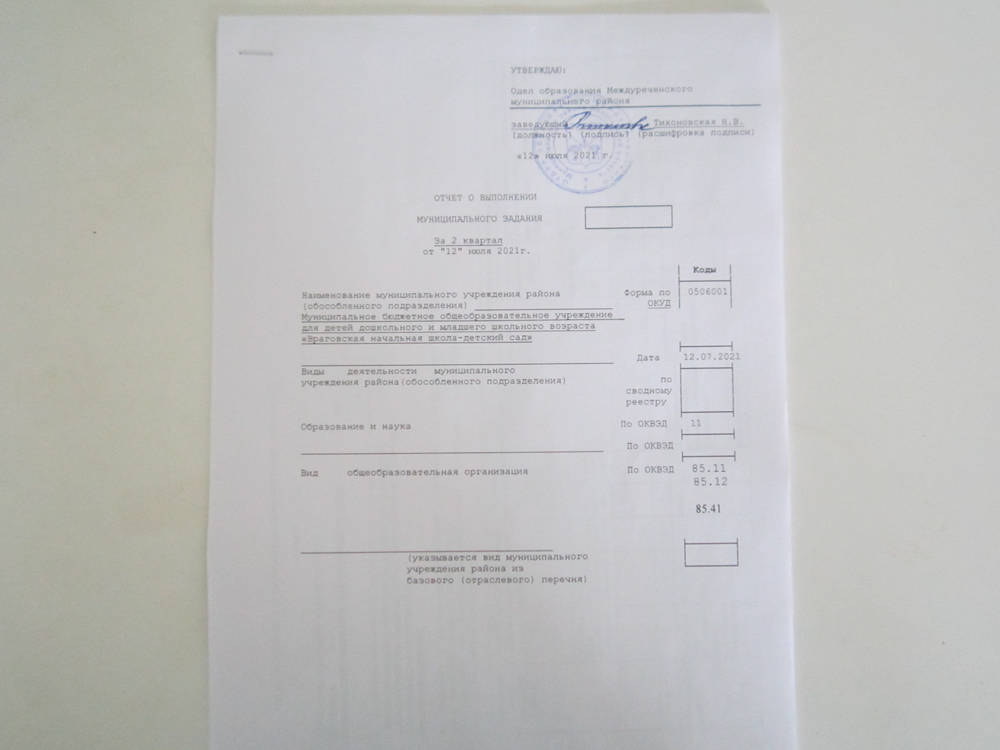 УТВЕРЖДАЮ:
Одел образования Междуреченского
муниципального района
заведующий Тихоновская Н.В.
(должность) (подпись) (расшифровка подписи)
«12» июля 2021 г.
ОТЧЕТ О ВЫПОЛНЕНИИ
МУНИЦИПАЛЬНОГО ЗАДАНИЯ
За 2 квартал
от "12" июля 2021г.
Коды
Наименование муниципального учреждения района Форма по 0506001
(обособленного подразделения) ОКУД
Муниципальное бюджетное общеобразовательное учреждение
для детей дошкольного и младшего школьного возраста
«Враговская начальная школа-детский сад»
Дата 12.07.2021
Виды деятельности муниципального
учреждения района(обособленного подразделения) по
сводному
реестру
Образование и наука По ОКВЭД 11
По ОКВЭД
Вид общеобразовательная организация По ОКВЭД 85.11
85.12
85.41
(указывается вид муниципального
учреждения района из
базового (отраслевого) перечня)